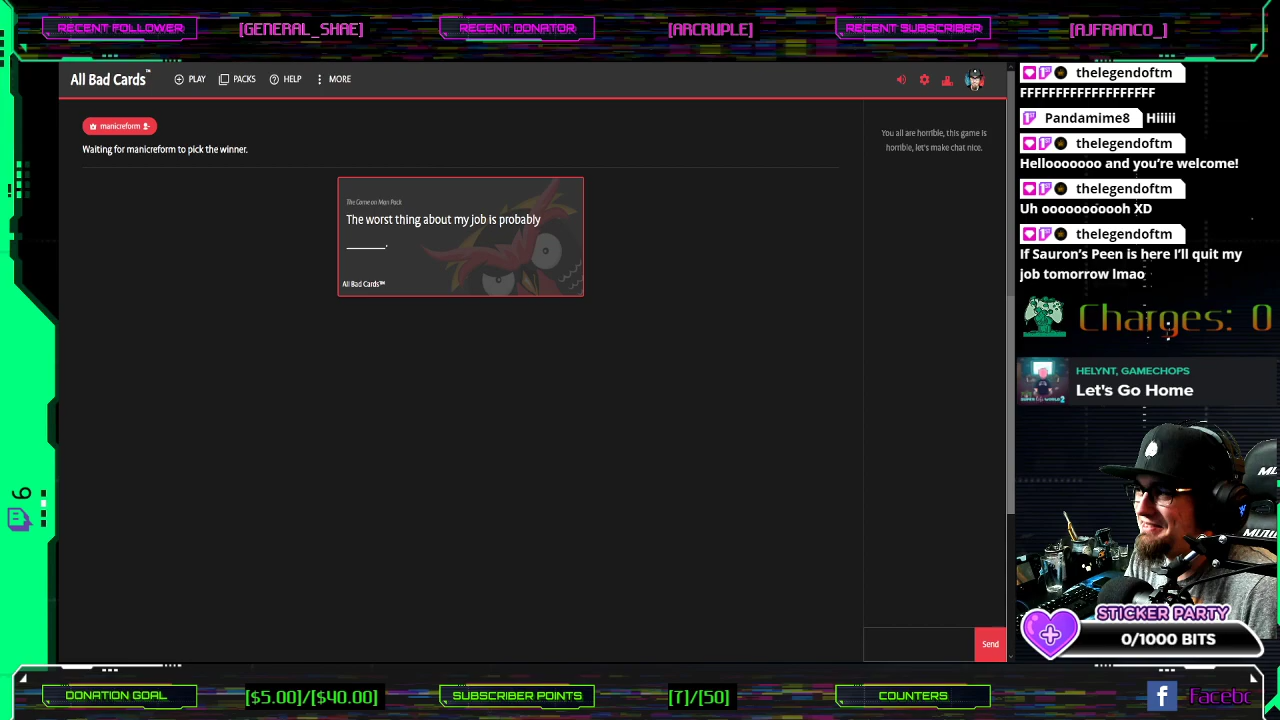 RECENT FOLLOWER
[GENERAL_SHAE]
RECENT DONATOR
[ARCRUPLE]
RECENT SUBSCRIBER
[AJFRANCO_]
All Bad Cards™
PLAY
PACKS
HELP
MORE
manicreform
Waiting for manicreform to pick the winner.
The Come on Man Pack
The worst thing about my job is probably
_______.
All Bad Cards™
You all are horrible, this game is
horrible, let's make chat nice.
Send
thelegendoftm
FFFFFFFFFFFFFFFFFFF
Pandamime8 Hiiiii
thelegendoftm
Hellooooooo and you're welcome!
thelegendoftm
Uh ooooooooooh XD
thelegendoftm
If Sauron's Peen is here I'll quit my
job tomorrow lmao
Charges: 0
HELYNT, GAMECHOPS
Let's Go Home
STICKER PARTY
0/1000 BITS
6
DONATION GOAL
[$5.00]/[$40.00]
SUBSCRIBER POINTS
[7]/[50]
COUNTERS
Facebo